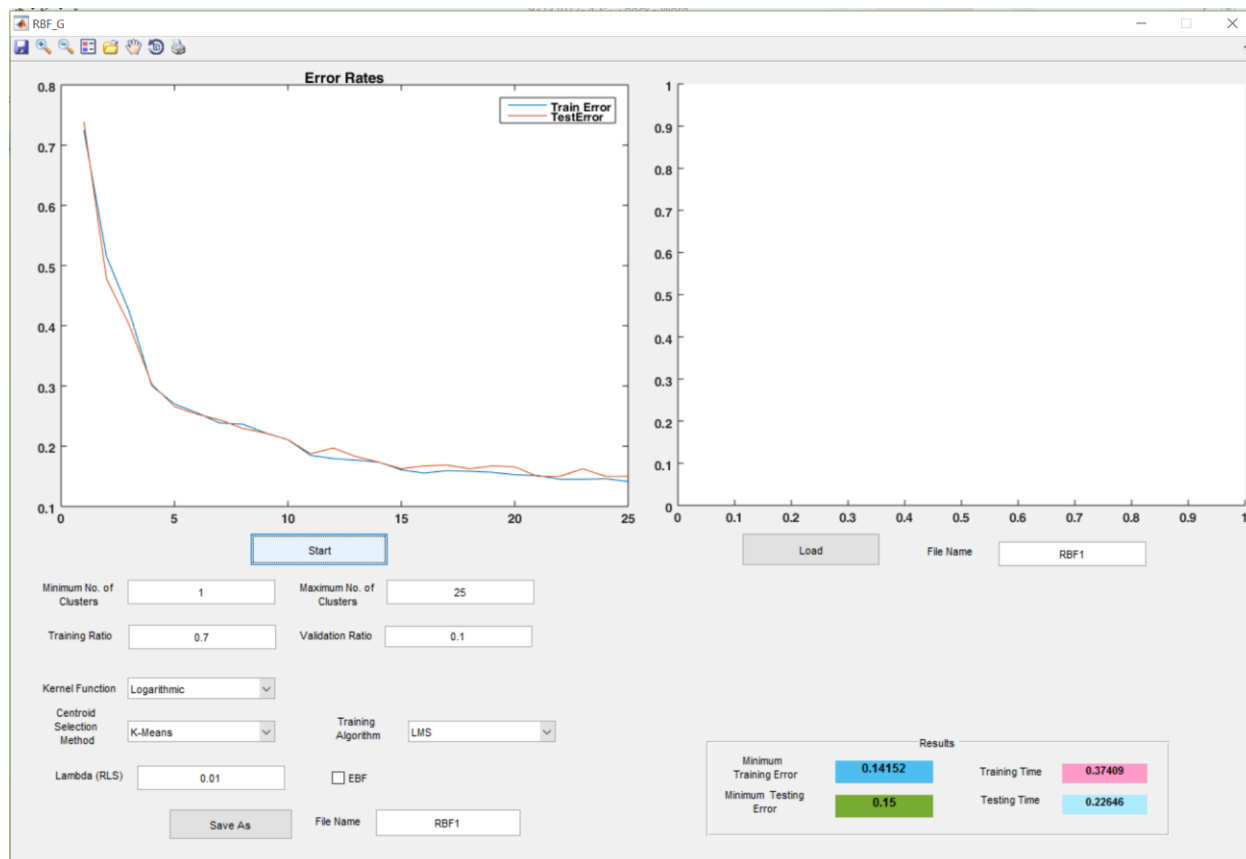 RBF_G
Error Rates
Train Error
TestError
0.8
0.7
0.6
0.5
0.4
0.3
0.2
0.1
0 5 10 15 20 25
1
0.9
0.8
0.7
0.6
0.5
0.4
0.3
0.2
0.1
0
0 0.1 0.2 0.3 0.4 0.5 0.6 0.7 0.8 0.9 1
Start
Load
File Name
RBF1
Minimum No. of
Clusters
1
Maximum No. of
Clusters
25
Training Ratio
0.7
Validation Ratio
0.1
Kernel Function
Logarithmic
Centroid
Selection
Method
K-Means
Training
Algorithm
LMS
Lambda (RLS)
0.01
EBF
Save As
File Name
RBF1
Results
Minimum
Training Error
0.14152
Training Time
0.37409
Minimum Testing
Error
0.15
Testing Time
0.22646